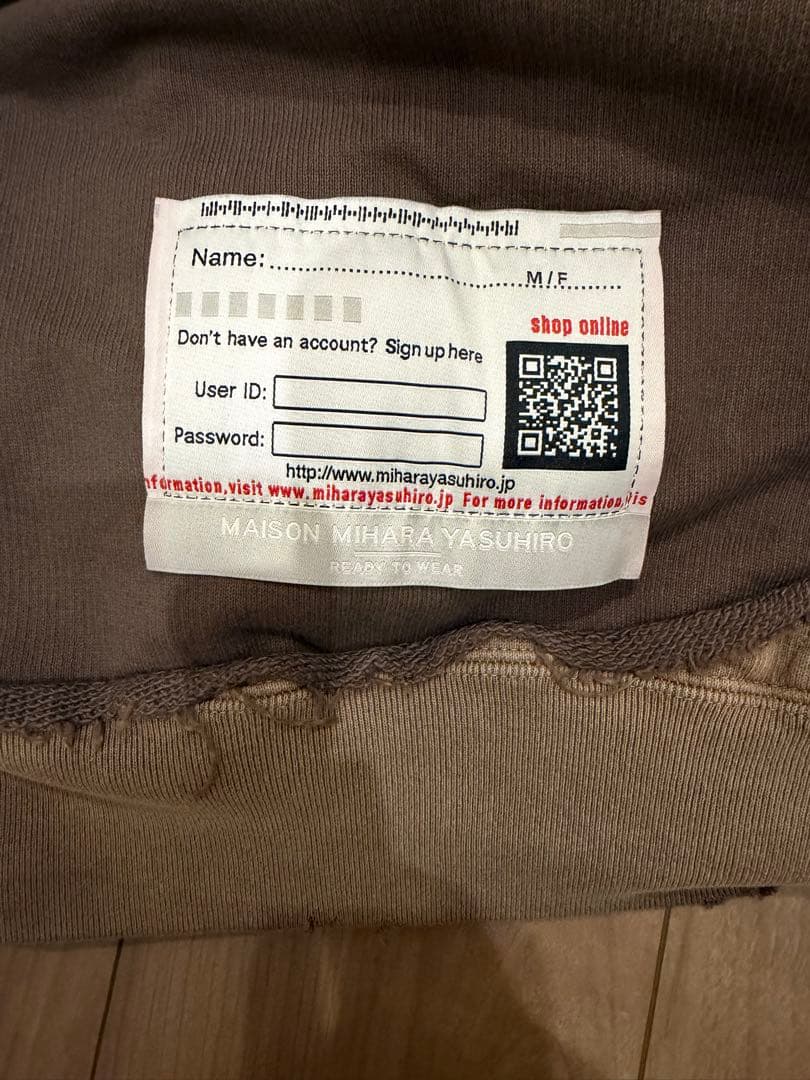 Name:
M/F
shop online
Don't have an account? Sign up here
User ID:
Password:
http://www.miharayasuhiro.jp
nformation,visit www.miharayasuhiro.jp For more information,vis
MAISON MIHARA YASUHIRO
READY TO WEAR